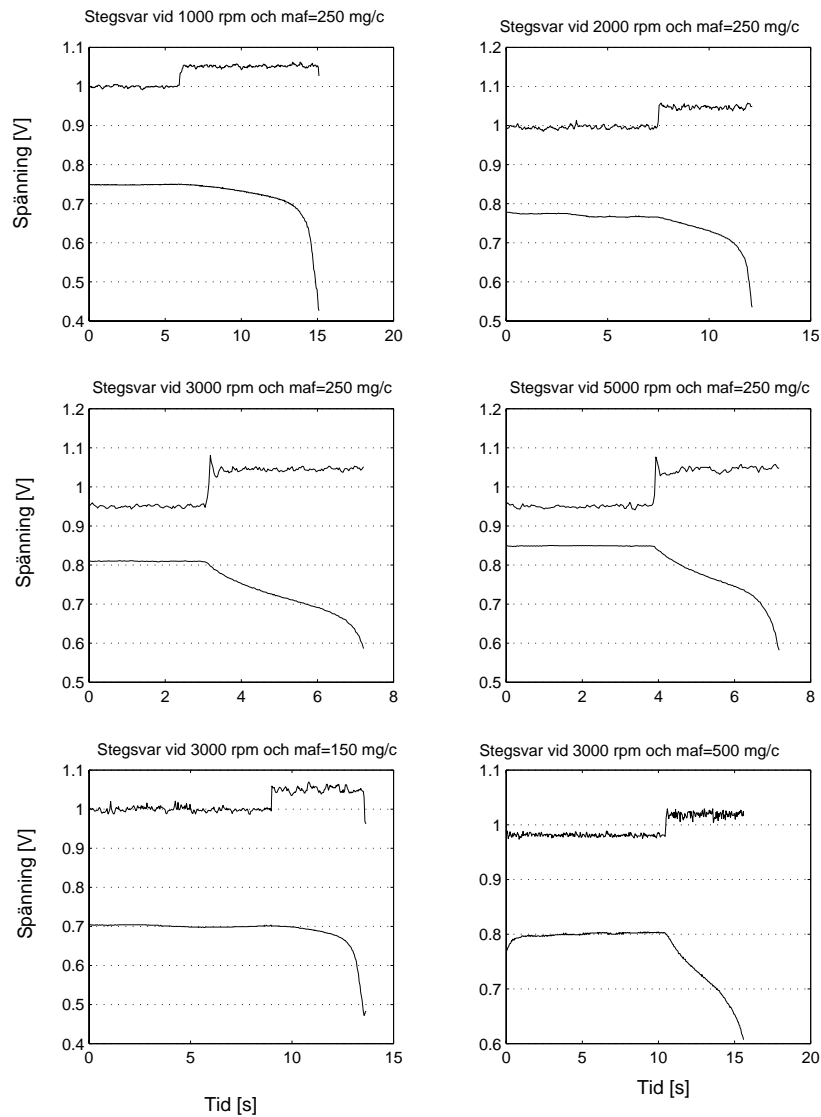 Stegsvar vid 1000 rpm och maf=250 mg/c
1.1
1
0.9
0.8
0.7
0.6
0.5
0.4
0 5 10 15 20
Spänning [V]
Stegsvar vid 2000 rpm och maf=250 mg/c
1.2
1.1
1
0.9
0.8
0.7
0.6
0.5
0 5 10 15
Stegsvar vid 3000 rpm och maf=250 mg/c
1.2
1.1
1
0.9
0.8
0.7
0.6
0.5
0 2 4 6 8
Spänning [V]
Stegsvar vid 5000 rpm och maf=250 mg/c
1.2
1.1
1
0.9
0.8
0.7
0.6
0.5
0 2 4 6 8
Stegsvar vid 3000 rpm och maf=150 mg/c
1.1
1
0.9
0.8
0.7
0.6
0.5
0.4
0 5 10 15
Spänning [V]
Tid [s]
Stegsvar vid 3000 rpm och maf=500 mg/c
1.1
1
0.9
0.8
0.7
0.6
0 5 10 15 20
Tid [s]